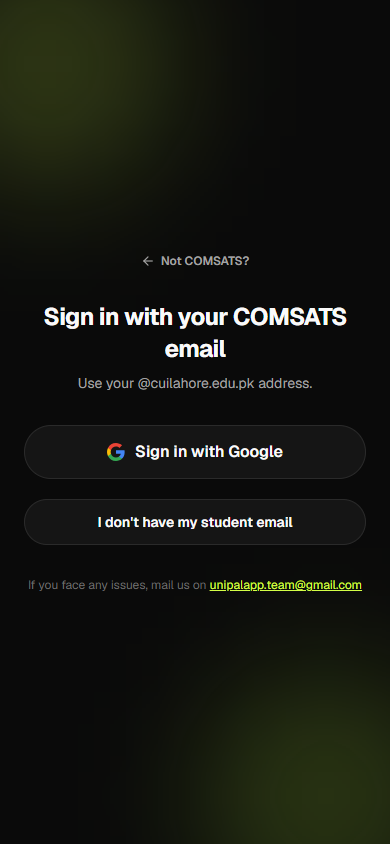 Not COMSATS?
Sign in with your COMSATS
email
Use your @cuilahore.edu.pk address.
Sign in with Google
I don't have my student email
If you face any issues, mail us on unipalapp.team@gmail.com